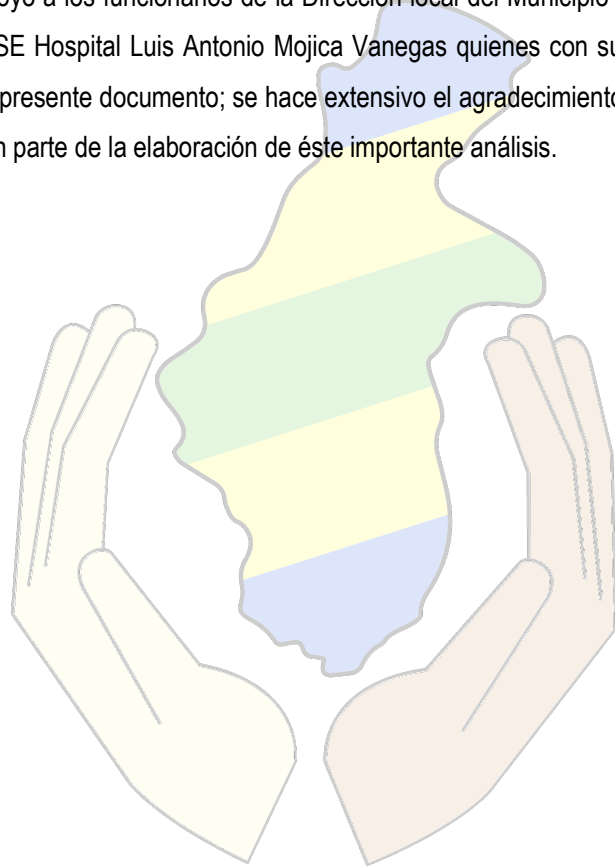 oyo a los funcionarios de la Dirección local del Municipio
SE Hospital Luis Antonio Mojica Vanegas quienes con su
presente documento; se hace extensivo el agradecimiento
n parte de la elaboración de éste importante análisis.